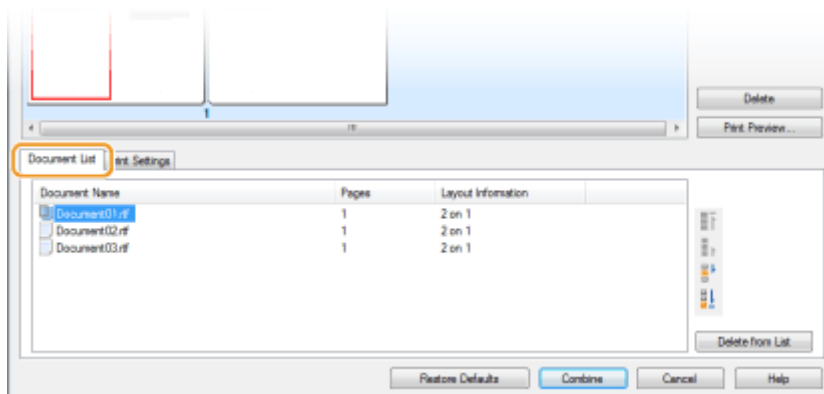 Delete
1
Print Preview...
Document List
Print Settings
Document Name Pages Layout Information
Document01.rtf 1 2 on 1
Document02.rtf 1 2 on 1
Document03.rtf 1 2 on 1
Delete from List
Restore Defaults Combine Cancel Help